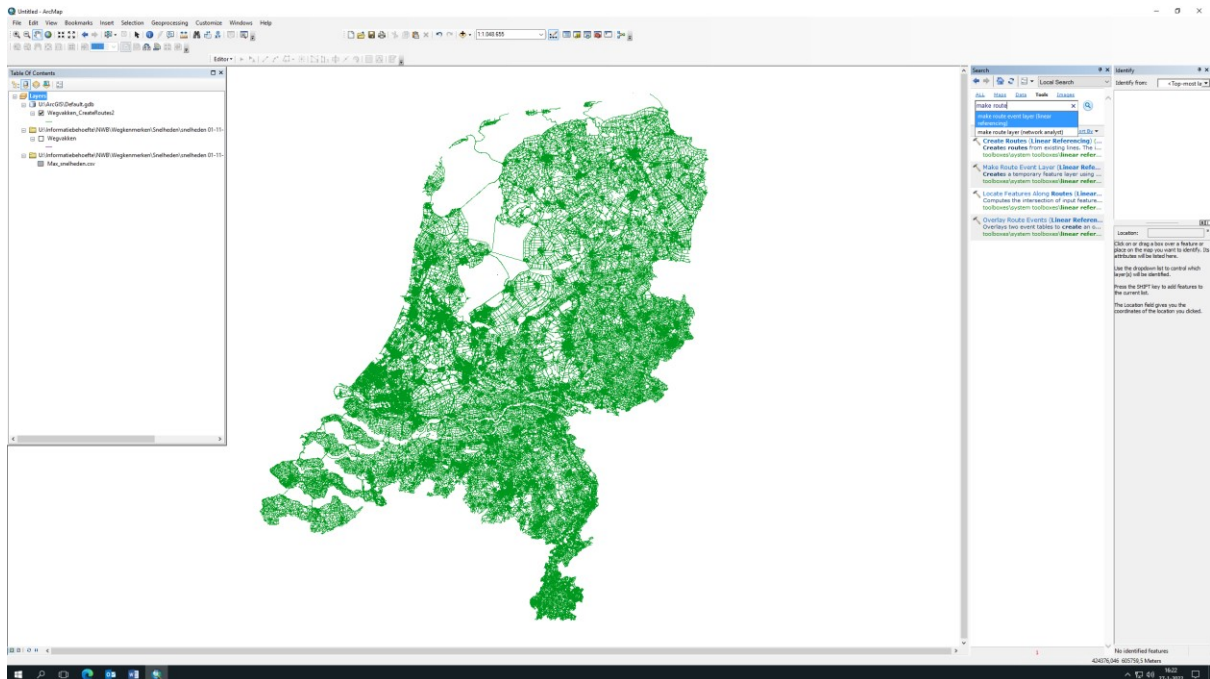 Untitled - ArcMap
File Edit View Bookmarks Insert Selection Geoprocessing Customize Windows Help
1:1.040.655
Editor
Table Of Contents
Layers
U:\ArcGIS\Default.gdb
Wegvakken_CreateRoutes2
U:\Informatiebehoefte\NWB\Wegkenmerken\Snelheden\snelheden 01-11-
Wegvakken
U:\Informatiebehoefte\NWB\Wegkenmerken\Snelheden\snelheden 01-11-
Max_snelheden.csv
Search
Local Search
ALL Maps Data Tools Images
make route
make route event layer (linear
referencing)
make route layer (network analyst)
Create Routes (Linear Referencing) (...
Creates routes from existing lines. The i...
toolboxes\system toolboxes\linear refer...
Make Route Event Layer (Linear Refe...
Creates a temporary feature layer using ...
toolboxes\system toolboxes\linear refer...
Locate Features Along Routes (Linear...
Computes the intersection of input feature...
toolboxes\system toolboxes\linear refer...
Overlay Route Events (Linear Referen...
Overlays two event tables to create an o...
toolboxes\system toolboxes\linear refer...
Identify
Identify from: <Top-most la
Location:
Click on or drag a box over a feature or
place on the map you want to identify. Its
attributes will be listed here.
Use the dropdown list to control which
layer(s) will be identified.
Press the SHIFT key to add features to
the current list.
The Location field gives you the
coordinates of the location you clicked.
No identified features
1
424376,046 605759,5 Meters
16:22